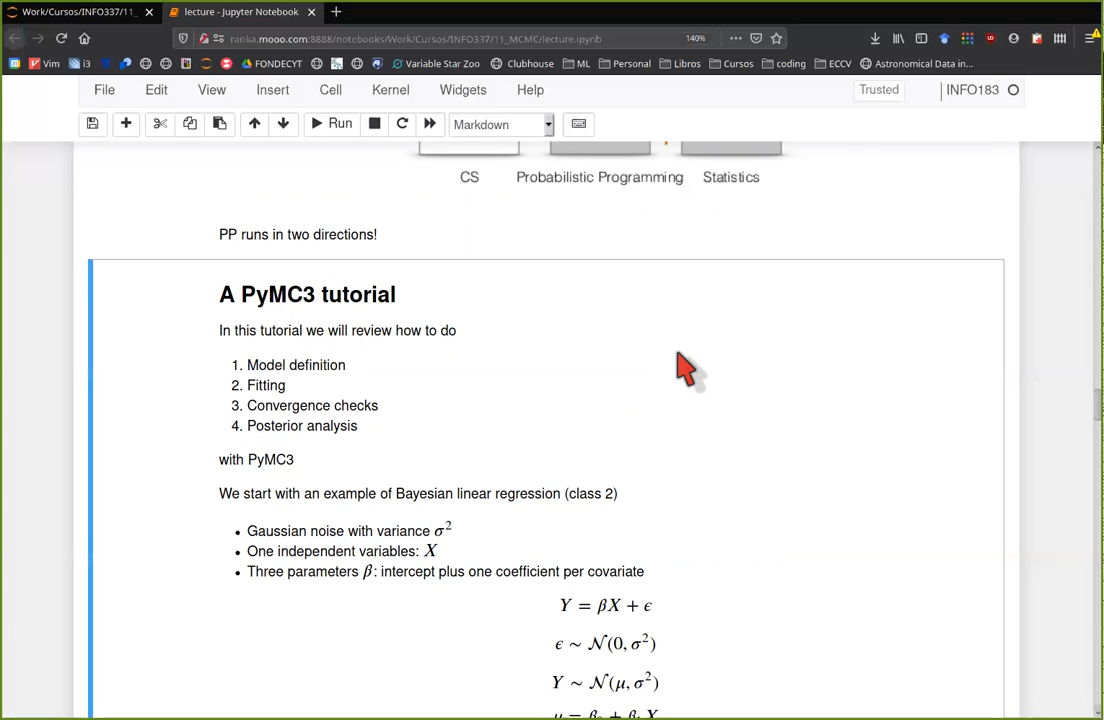 Work/Cursos/INFO337/11_
lecture - Jupyter Notebook
ranka.mooo.com:8888/notebooks/Work/Cursos/INFO337/11_MCMC/lecture.ipynb
140%
Vim
i3
FONDECYT
Variable Star Zoo
Clubhouse
ML
Personal
Libros
Cursos
coding
ECCV
Astronomical Data in...
File Edit View Insert Cell Kernel Widgets Help
Trusted
INFO183
Run
Markdown
CS Probabilistic Programming Statistics
PP runs in two directions!
A PyMC3 tutorial
In this tutorial we will review how to do
1. Model definition
2. Fitting
3. Convergence checks
4. Posterior analysis
with PyMC3
We start with an example of Bayesian linear regression (class 2)
• Gaussian noise with variance σ²
• One independent variables: X
• Three parameters β: intercept plus one coefficient per covariate
Y = βX + ϵ
ϵ ∼ 𝒩(0, σ²)
Y ∼ 𝒩(μ, σ²)